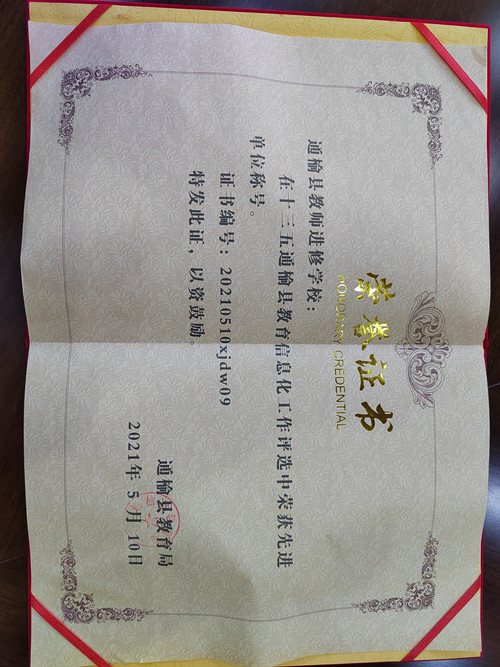 荣誉证书
HONORARY CREDENTIAL
通榆县教师进修学校：
在十三五通榆县教育信息化工作评选中荣获先进
单位称号。
证书编号：20210510xjdw09
特发此证，以资鼓励。
通榆县教育局
2021年 5 月 10日